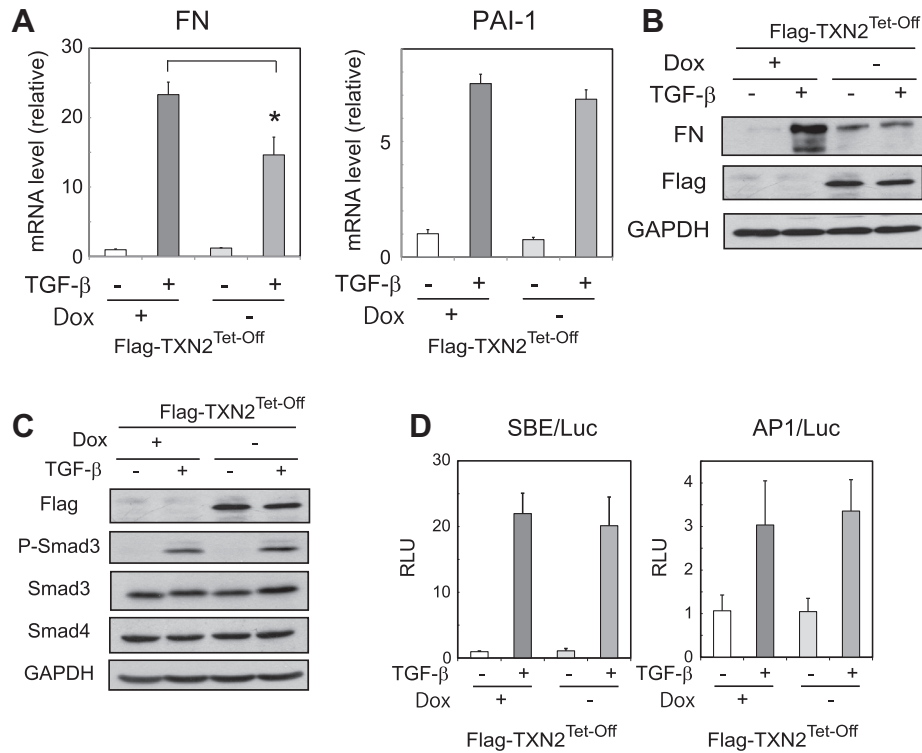 A
FN
30
20
10
0
mRNA level (relative)
TGF-β - + - +
Dox + -
Flag-TXN2Tet-Off
PAI-1
5
0
mRNA level (relative)
TGF-β - + - +
Dox + -
Flag-TXN2Tet-Off
*
B
Flag-TXN2Tet-Off
Dox + -
TGF-β - + - +
FN
Flag
GAPDH
C
Flag-TXN2Tet-Off
Dox + -
TGF-β - + - +
Flag
P-Smad3
Smad3
Smad4
GAPDH
D
SBE/Luc
30
20
10
0
RLU
TGF-β - + - +
Dox + -
Flag-TXN2Tet-Off
AP1/Luc
4
3
2
1
0
RLU
TGF-β - + - +
Dox + -
Flag-TXN2Tet-Off